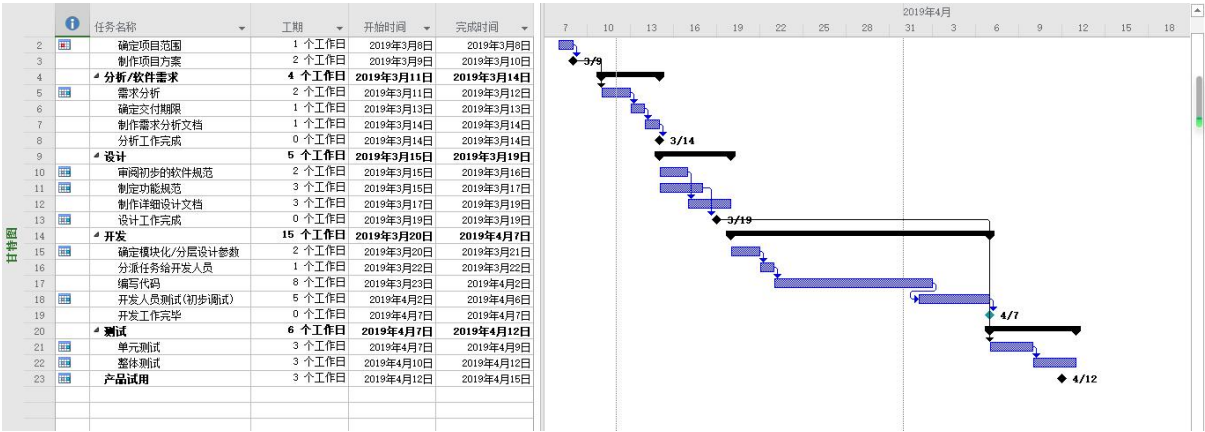 2019年4月
任务名称 工期 开始时间 完成时间 7 10 13 16 19 22 25 28 31 3 6 9 12 15 18
2 确定项目范围 1 个工作日 2019年3月8日 2019年3月8日
3 制作项目方案 2 个工作日 2019年3月9日 2019年3月10日 3/9
4 分析/软件需求 4 个工作日 2019年3月11日 2019年3月14日
5 需求分析 2 个工作日 2019年3月11日 2019年3月12日
6 确定交付期限 1 个工作日 2019年3月13日 2019年3月13日
7 制作需求分析文档 1 个工作日 2019年3月14日 2019年3月14日
8 分析工作完成 0 个工作日 2019年3月14日 2019年3月14日 3/14
9 设计 5 个工作日 2019年3月15日 2019年3月19日
10 审阅初步的软件规范 2 个工作日 2019年3月15日 2019年3月16日
11 制定功能规范 3 个工作日 2019年3月15日 2019年3月17日
12 制作详细设计文档 3 个工作日 2019年3月17日 2019年3月19日
13 设计工作完成 0 个工作日 2019年3月19日 2019年3月19日 3/19
甘特图
14 开发 15 个工作日 2019年3月20日 2019年4月7日
15 确定模块化/分层设计参数 2 个工作日 2019年3月20日 2019年3月21日
16 分派任务给开发人员 1 个工作日 2019年3月22日 2019年3月22日
17 编写代码 8 个工作日 2019年3月23日 2019年4月2日
18 开发人员测试(初步调试) 5 个工作日 2019年4月2日 2019年4月6日
19 开发工作完毕 0 个工作日 2019年4月7日 2019年4月7日 4/7
20 测试 6 个工作日 2019年4月7日 2019年4月12日
21 单元测试 3 个工作日 2019年4月7日 2019年4月9日
22 整体测试 3 个工作日 2019年4月10日 2019年4月12日
23 产品试用 3 个工作日 2019年4月12日 2019年4月15日 4/12